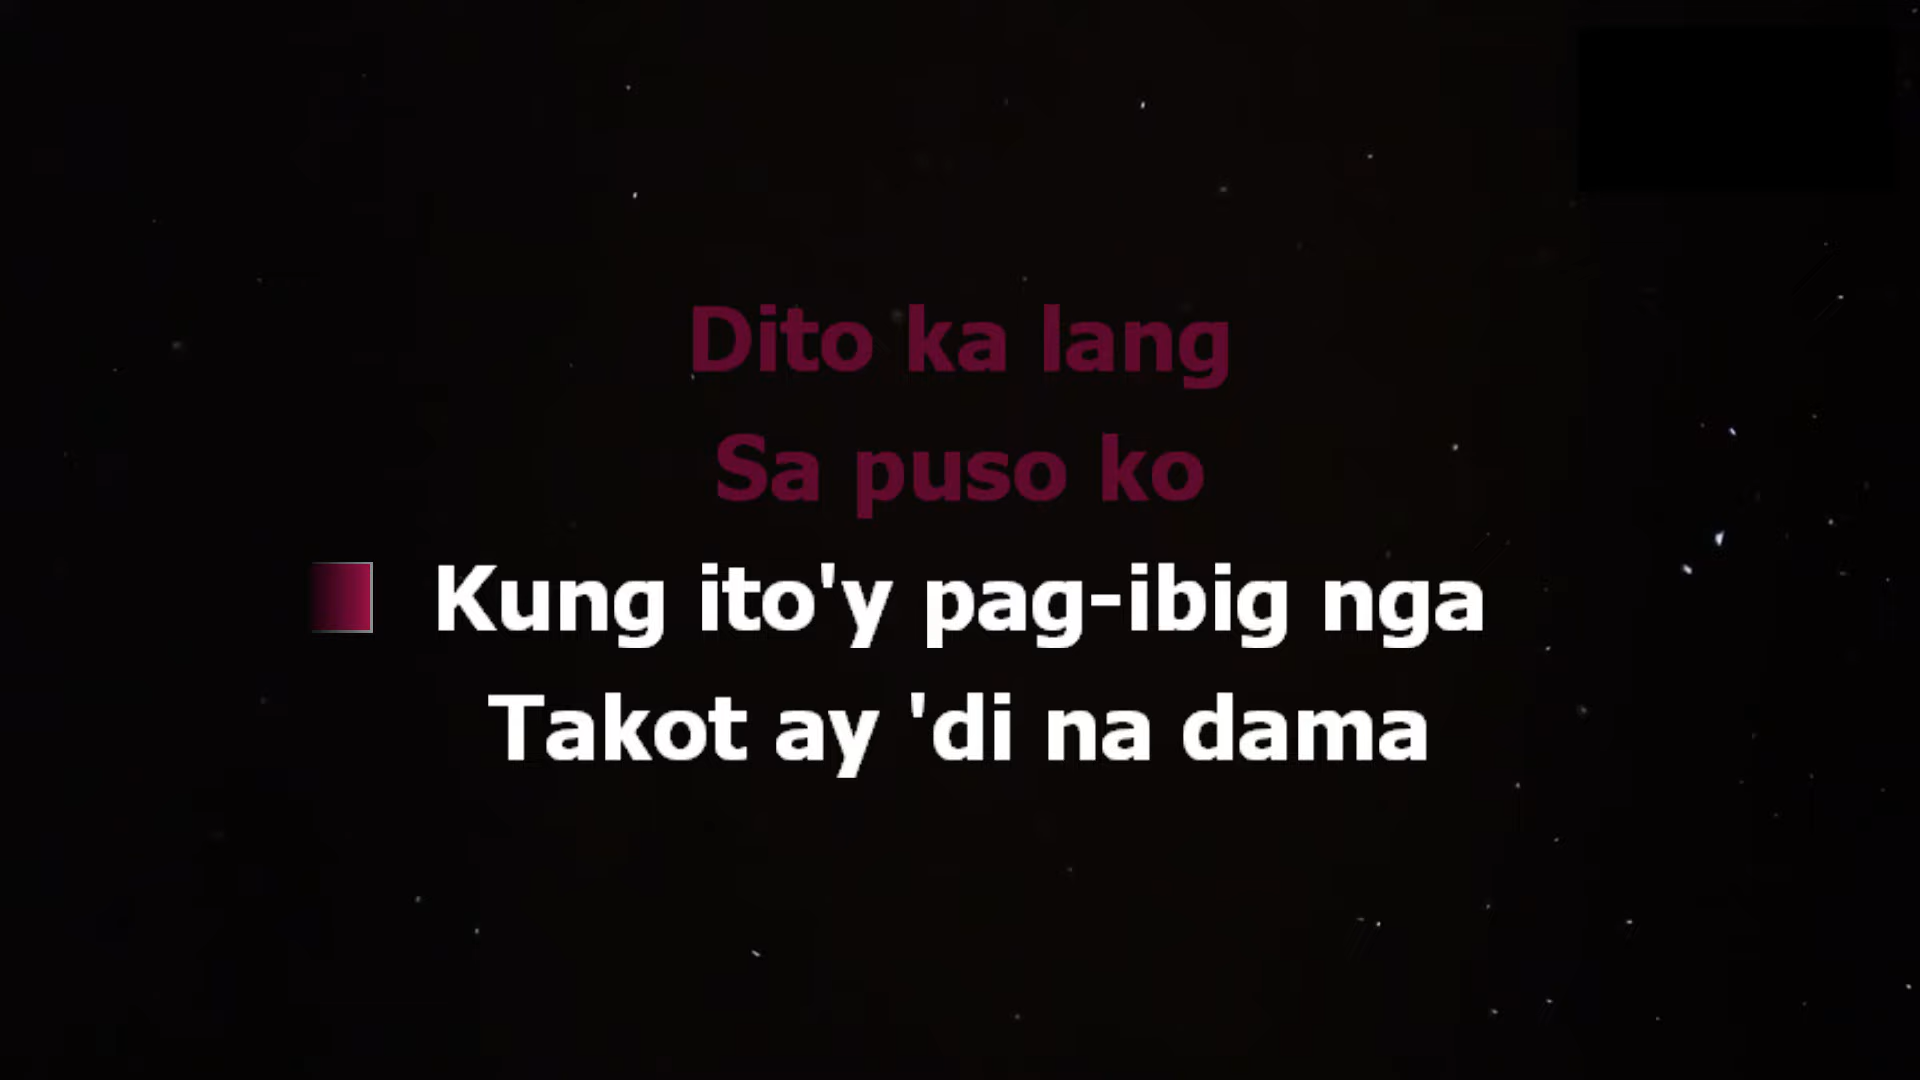 Dito ka lang
Sa puso ko
Kung ito'y pag-ibig nga
Takot ay 'di na dama